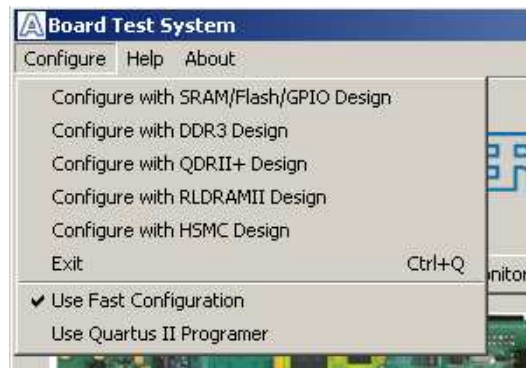 Board Test System
Configure Help About
Configure with SRAM/Flash/GPIO Design
Configure with DDR3 Design
Configure with QDRII+ Design
Configure with RLDRAMII Design
Configure with HSMC Design
Exit Ctrl+Q
nitor
Use Fast Configuration
Use Quartus II Programer